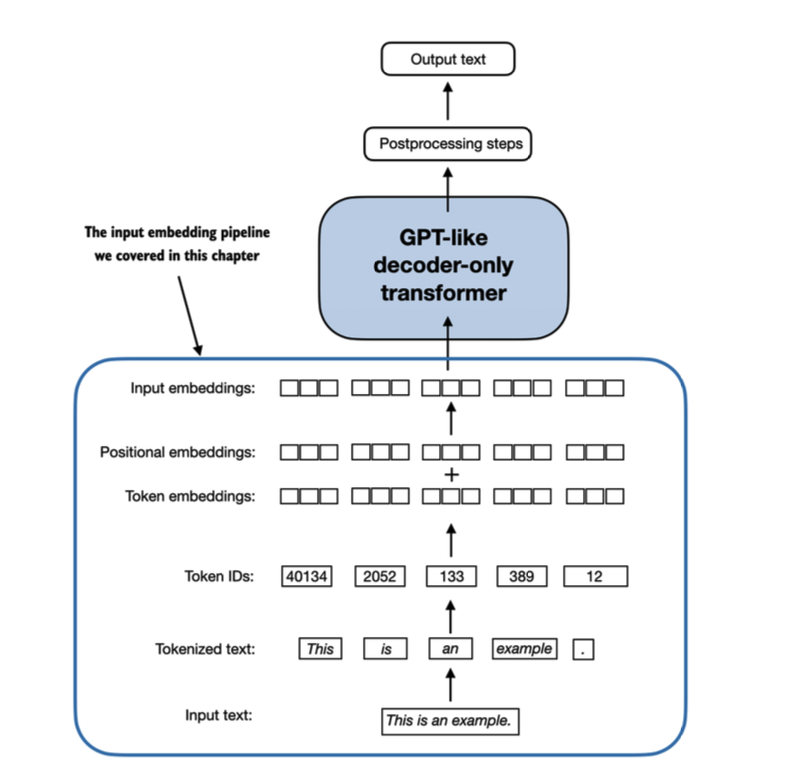 Output text
Postprocessing steps
GPT-like
decoder-only
transformer
The input embedding pipeline
we covered in this chapter
Input embeddings:
Positional embeddings:
+
Token embeddings:
Token IDs: 40134 2052 133 389 12
Tokenized text: This is an example .
Input text: This is an example.